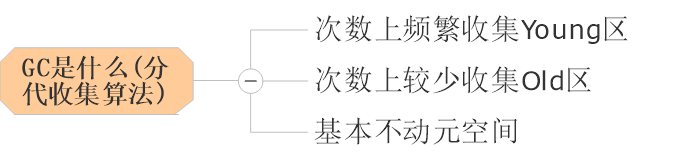 GC是什么(分
代收集算法)
次数上频繁收集Young区
次数上较少收集Old区
基本不动元空间